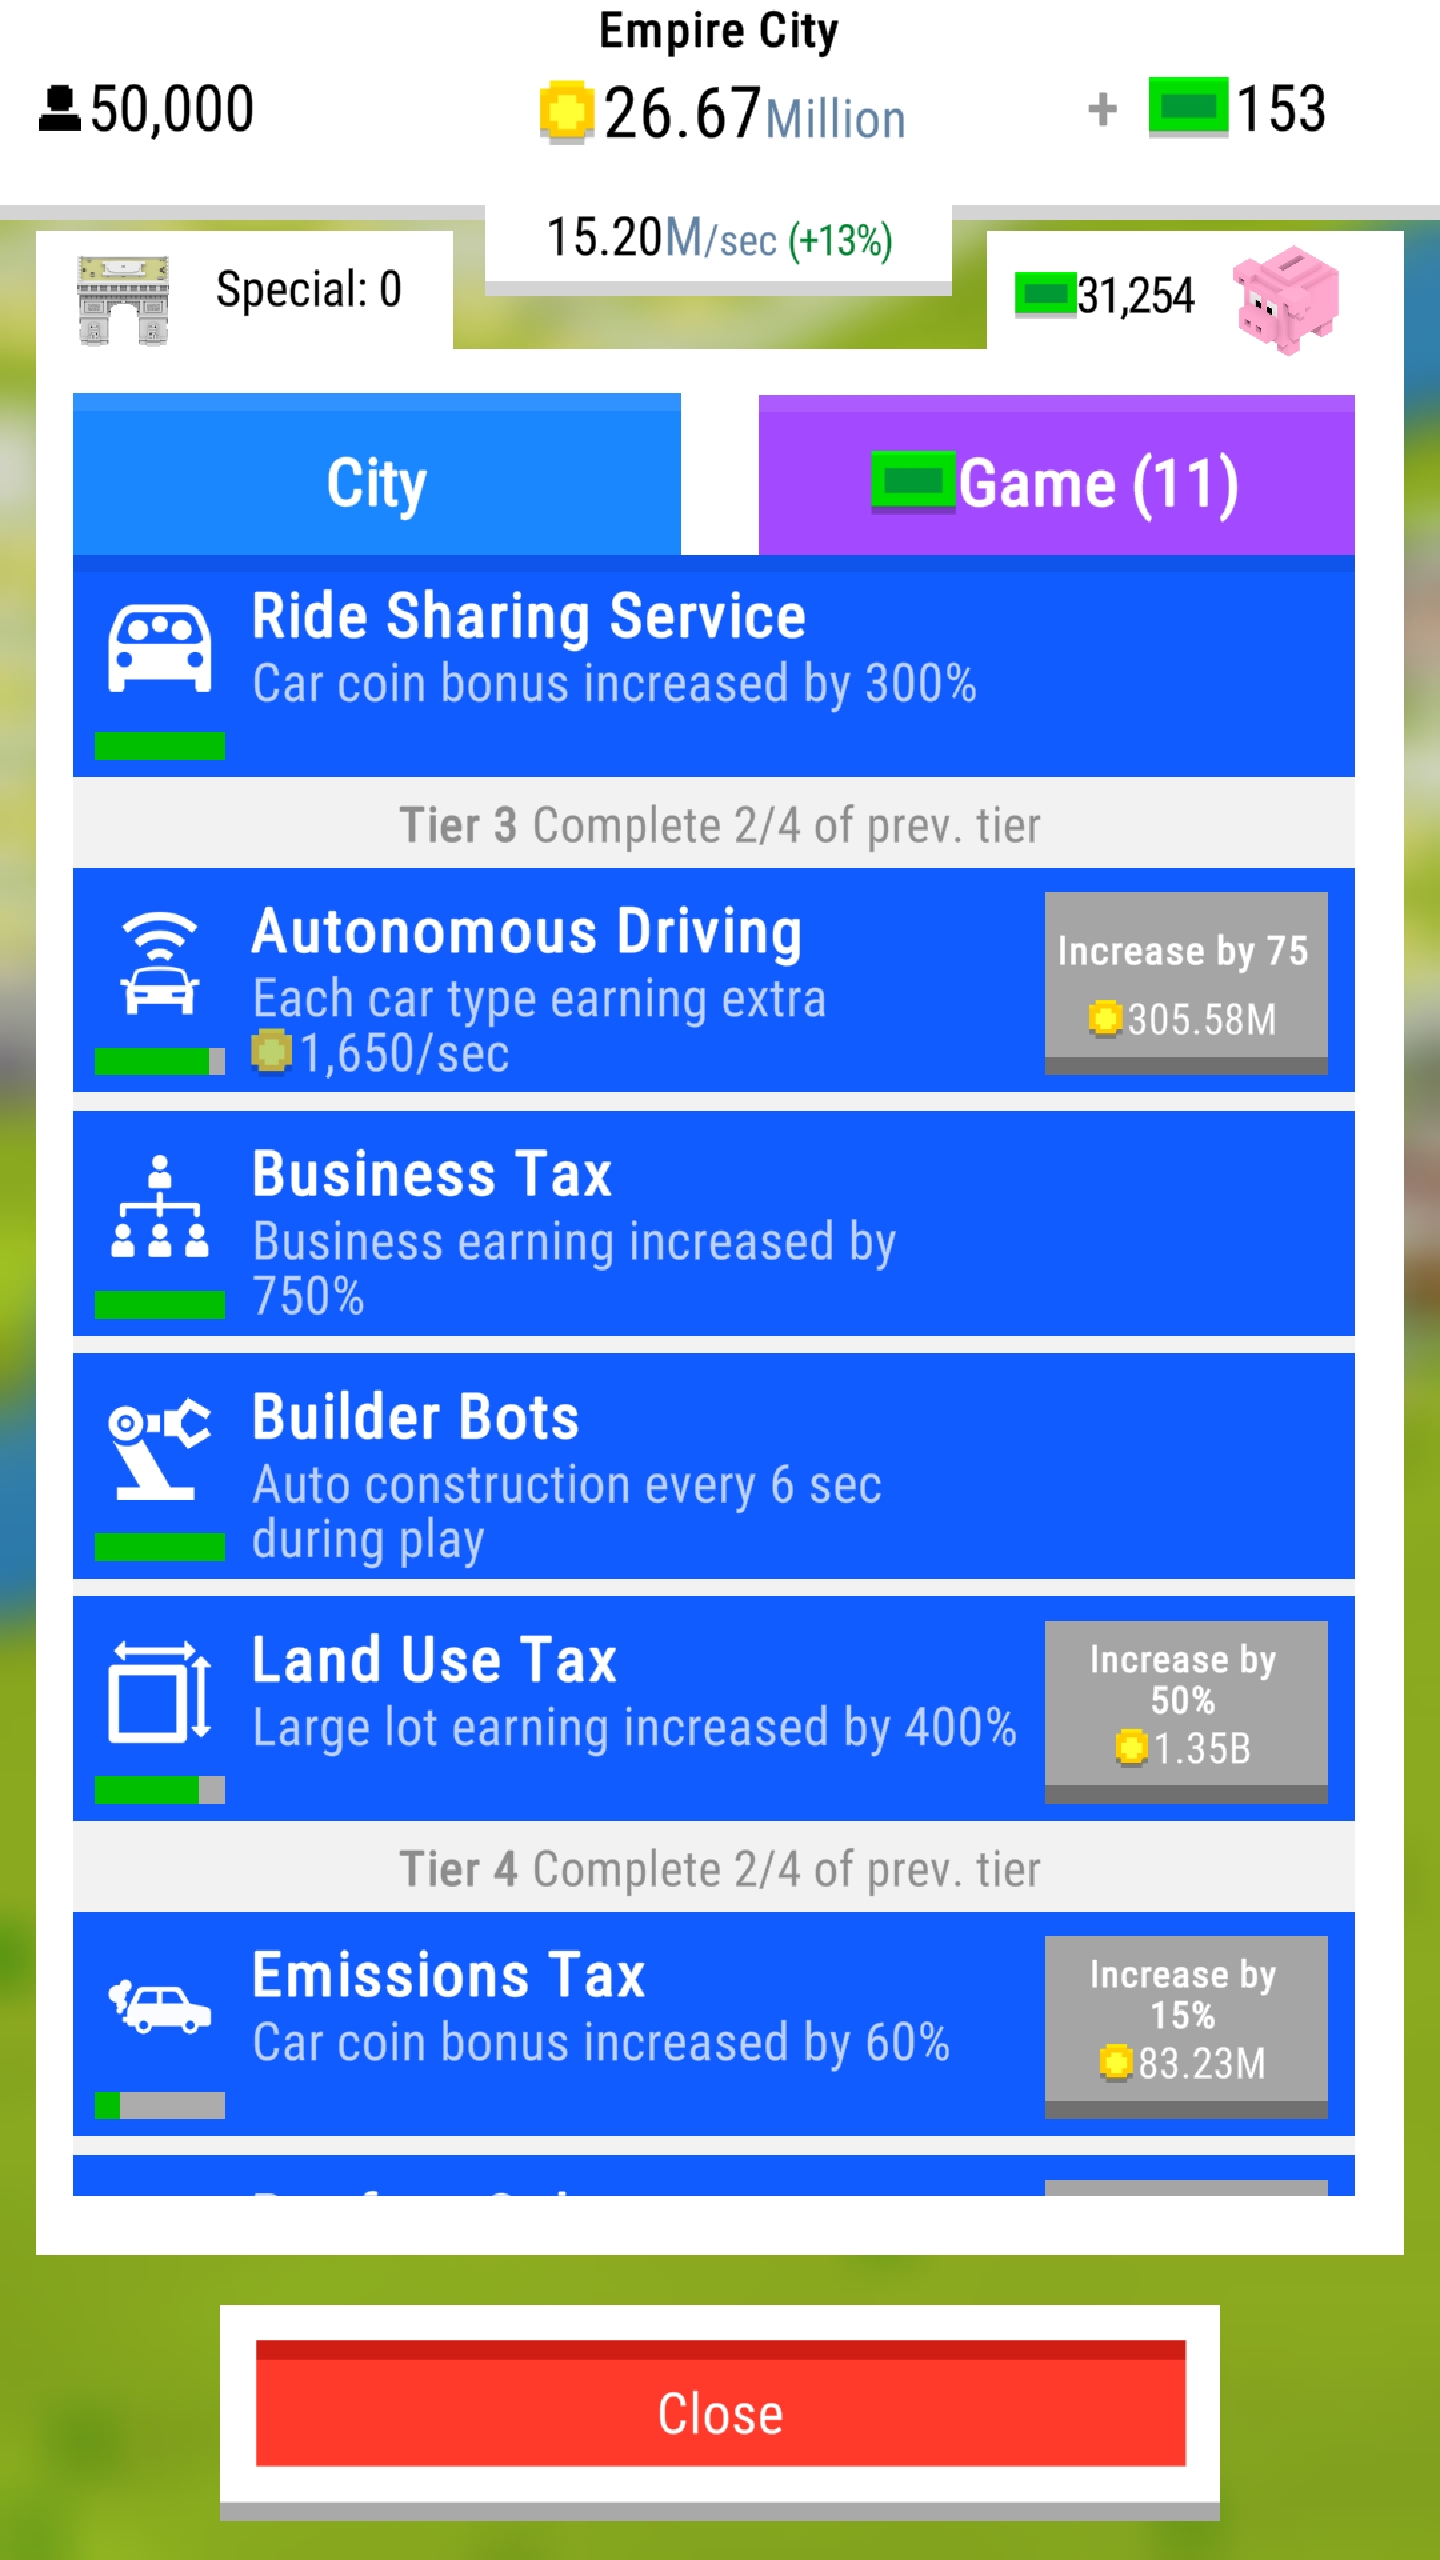 Empire City
50,000
26.67Million
+ 153
15.20M/sec (+13%)
Special: 0
31,254
City
Game (11)
Ride Sharing Service
Car coin bonus increased by 300%
Tier 3 Complete 2/4 of prev. tier
Autonomous Driving
Each car type earning extra
1,650/sec
Increase by 75
305.58M
Business Tax
Business earning increased by
750%
Builder Bots
Auto construction every 6 sec
during play
Land Use Tax
Large lot earning increased by 400%
Increase by
50%
1.35B
Tier 4 Complete 2/4 of prev. tier
Emissions Tax
Car coin bonus increased by 60%
Increase by
15%
83.23M
Close